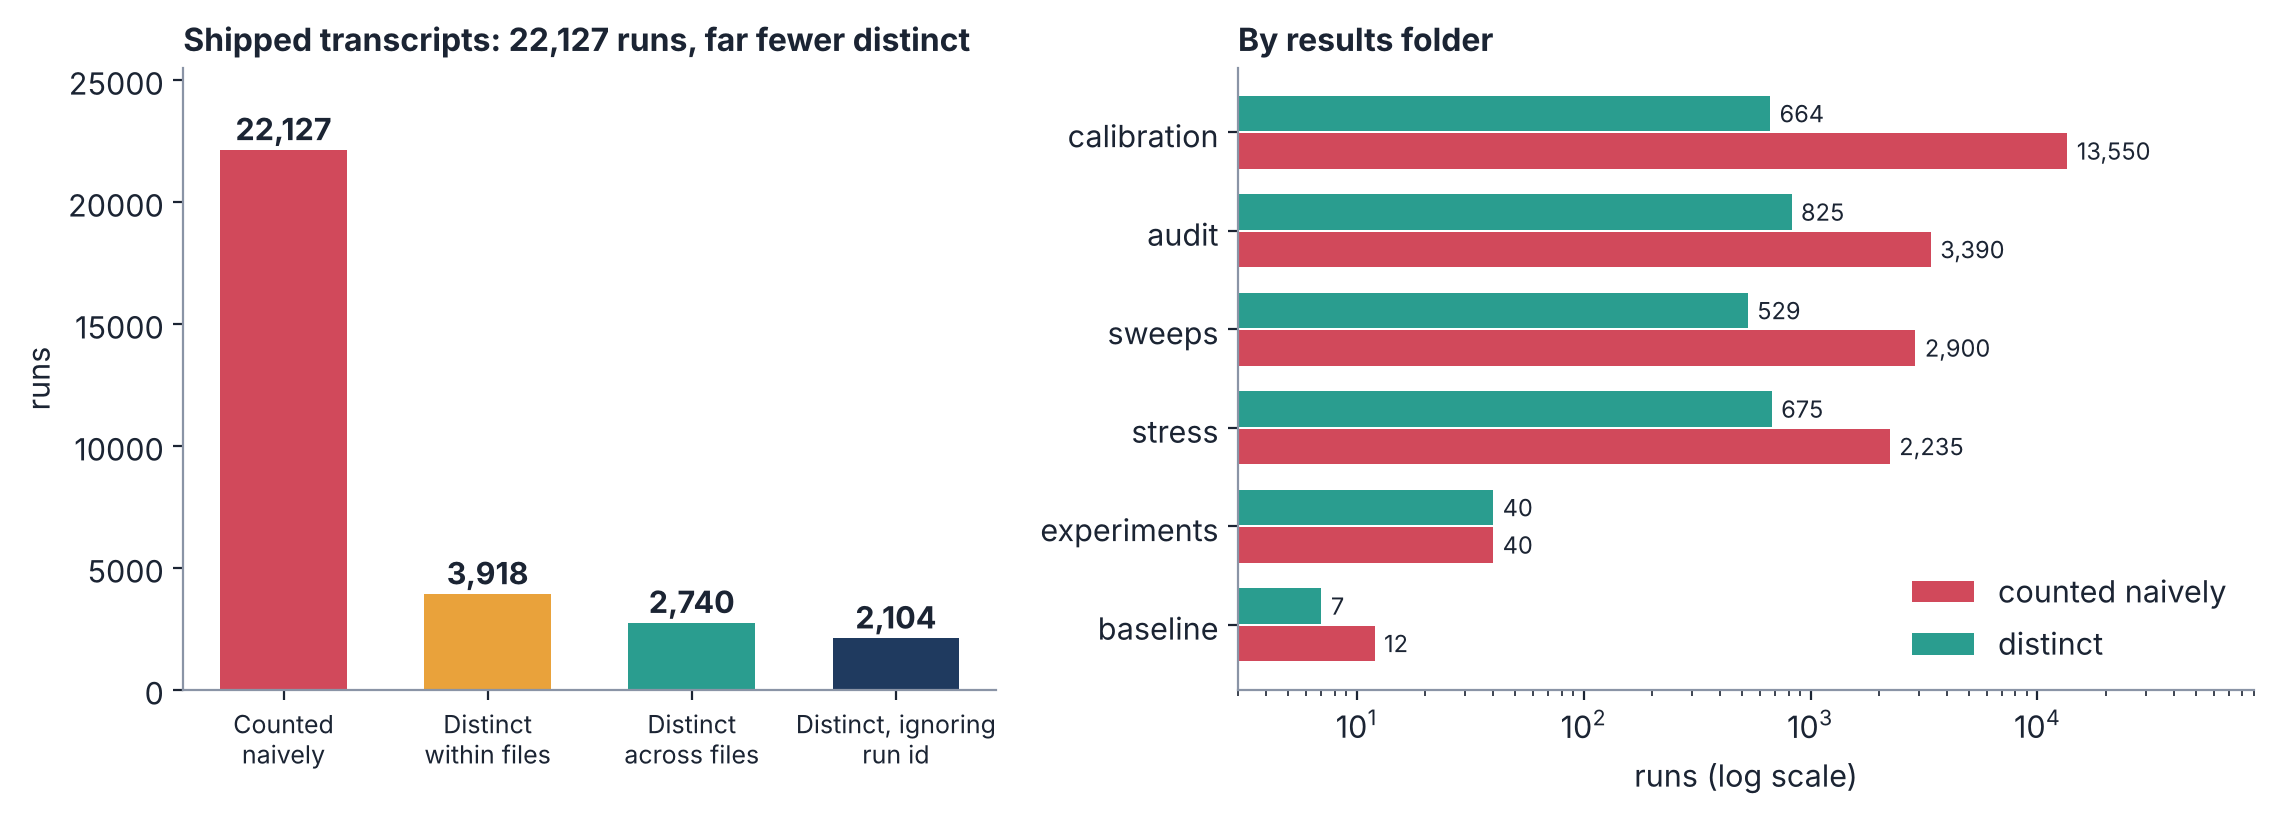 Shipped transcripts: 22,127 runs, far fewer distinct
25000
20000
15000
10000
5000
0
runs
22,127
3,918
2,740
2,104
Counted
naively
Distinct
within files
Distinct
across files
Distinct, ignoring
run id
By results folder
calibration
664
13,550
audit
825
3,390
sweeps
529
2,900
stress
675
2,235
experiments
40
40
baseline
7
12
counted naively
distinct
10¹
10²
10³
10⁴
runs (log scale)